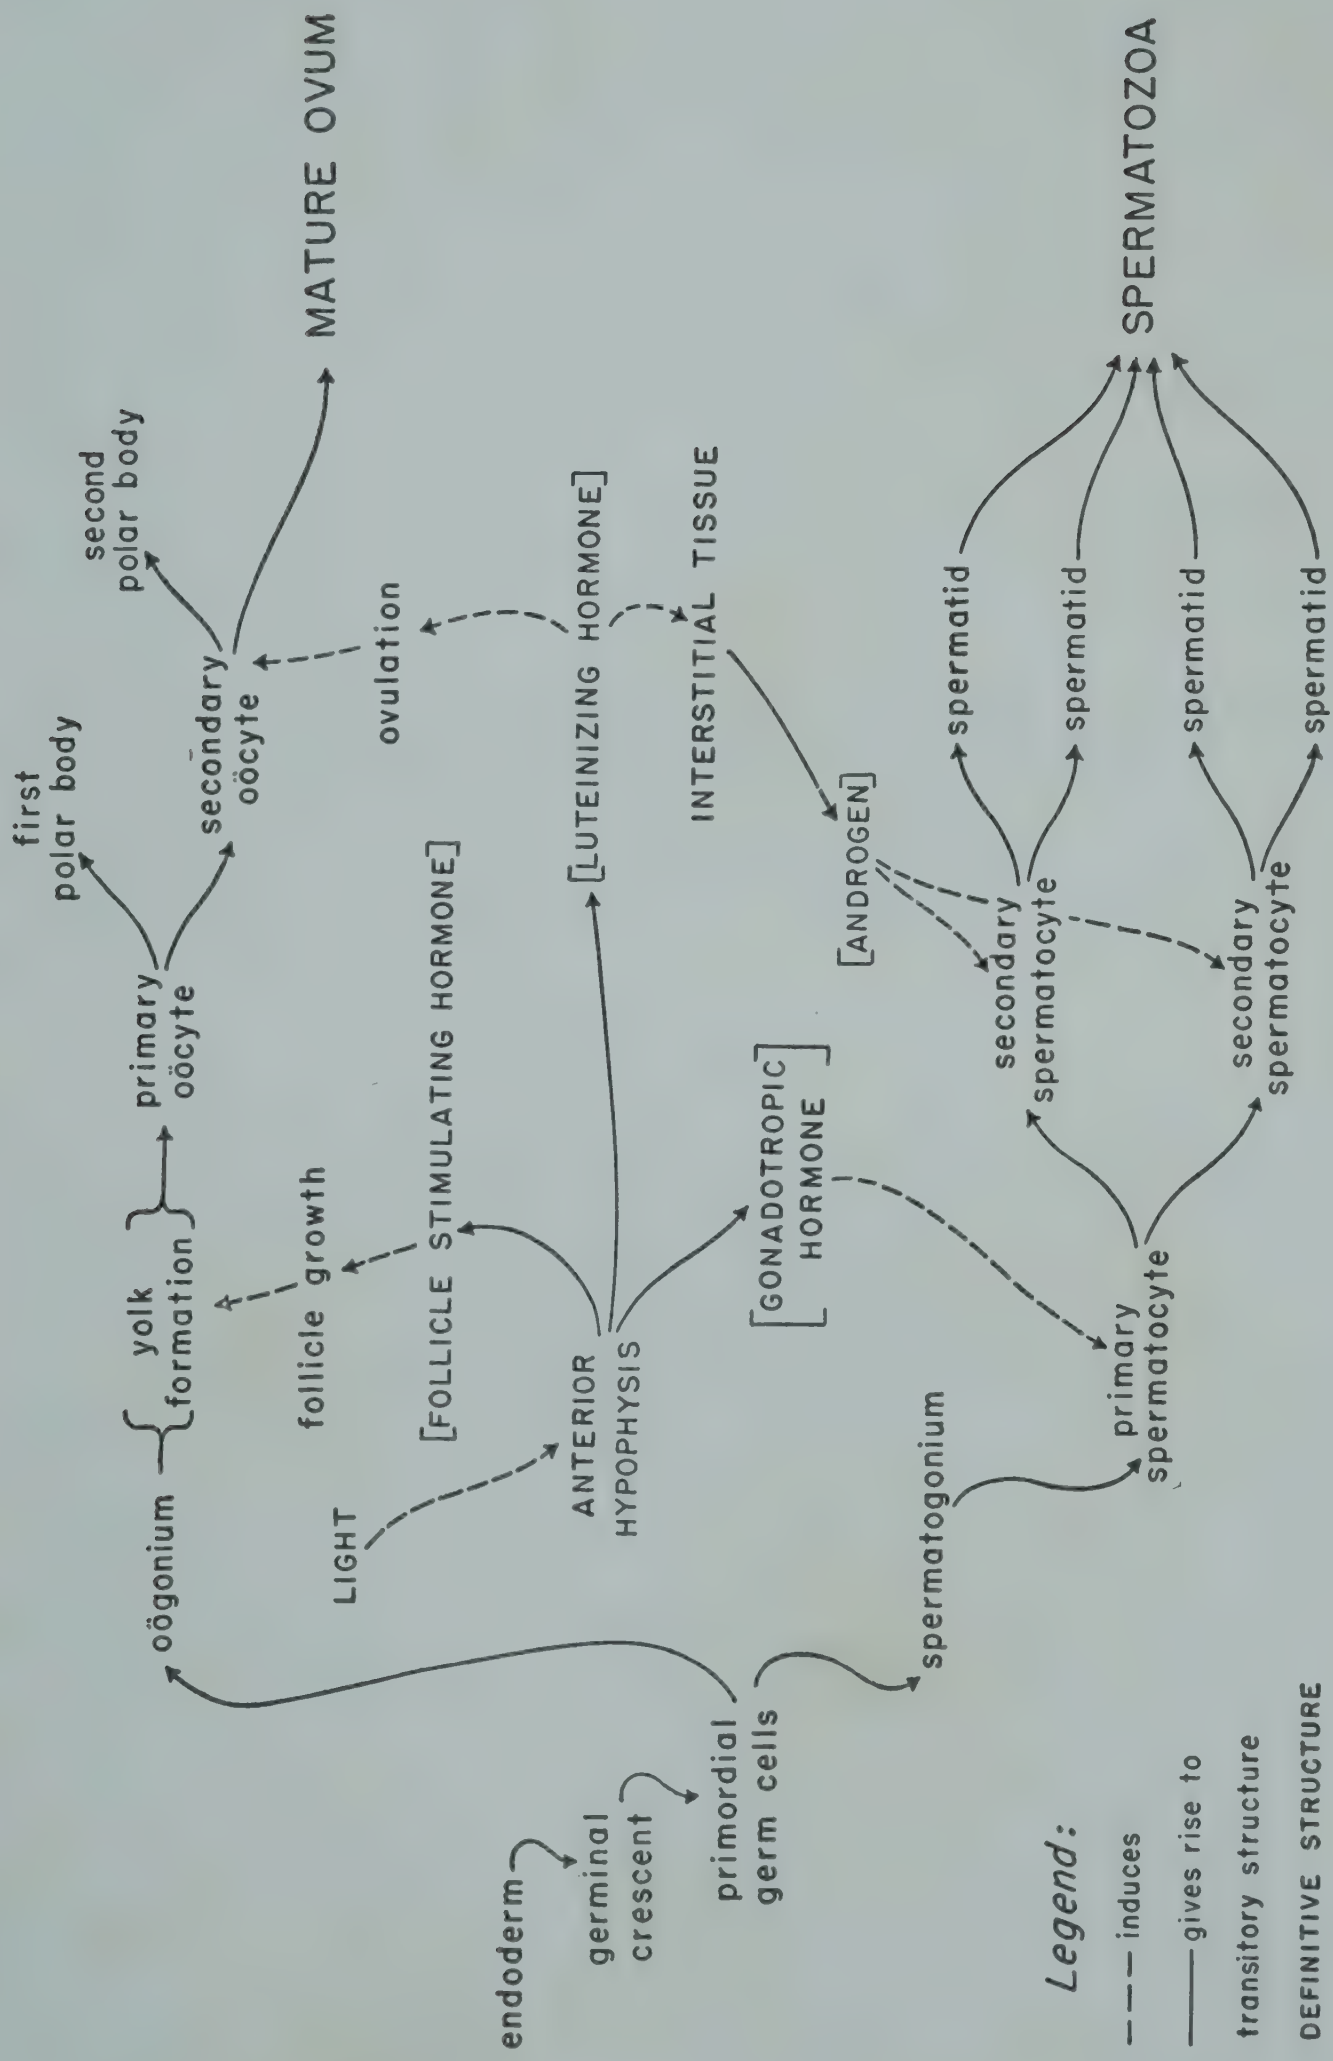 endoderm
germinal
crescent
primordial
germ cells
oögonium
yolk
formation
primary
oöcyte
first
polar body
secondary
oöcyte
second
polar body
MATURE OVUM
follicle growth
ovulation
LIGHT
[FOLLICLE STIMULATING HORMONE]
ANTERIOR
HYPOPHYSIS
[LUTEINIZING HORMONE]
INTERSTITIAL TISSUE
[GONADOTROPIC
HORMONE]
[ANDROGEN]
spermatogonium
primary
spermatocyte
secondary
spermatocyte
secondary
spermatocyte
spermatid
spermatid
spermatid
spermatid
SPERMATOZOA
Legend:
induces
gives rise to
transitory structure
DEFINITIVE STRUCTURE